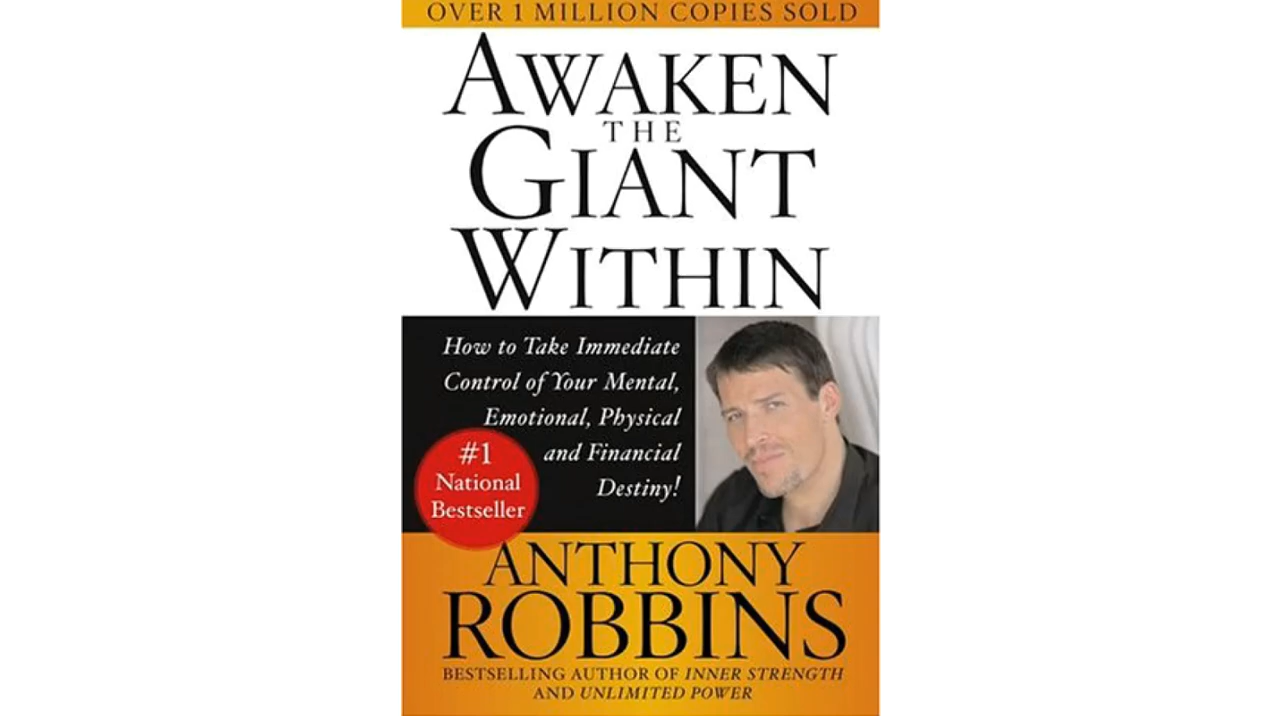 OVER 1 MILLION COPIES SOLD
AWAKEN
THE
GIANT
WITHIN
How to Take Immediate
Control of Your Mental,
Emotional, Physical
and Financial
Destiny!
#1
National
Bestseller
ANTHONY
ROBBINS
BESTSELLING AUTHOR OF INNER STRENGTH
AND UNLIMITED POWER